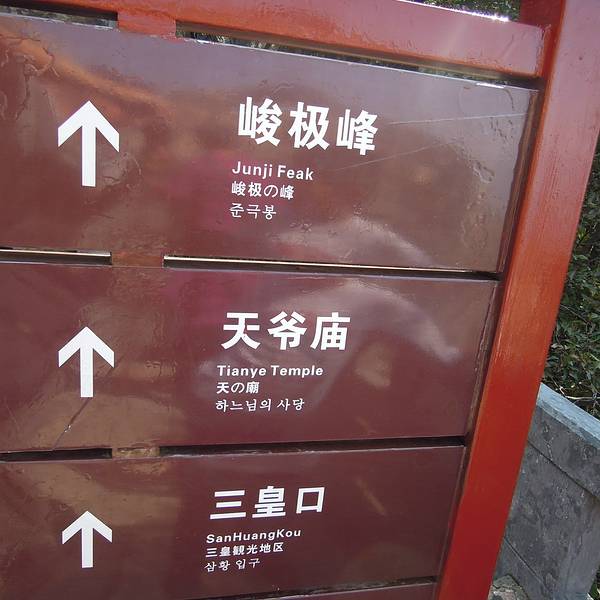 峻极峰
Junji Feak
峻极の峰
준극봉
天爷庙
Tianye Temple
天の廟
하느님의 사당
三皇口
SanHuangKou
三皇観光地区
삼황 입구